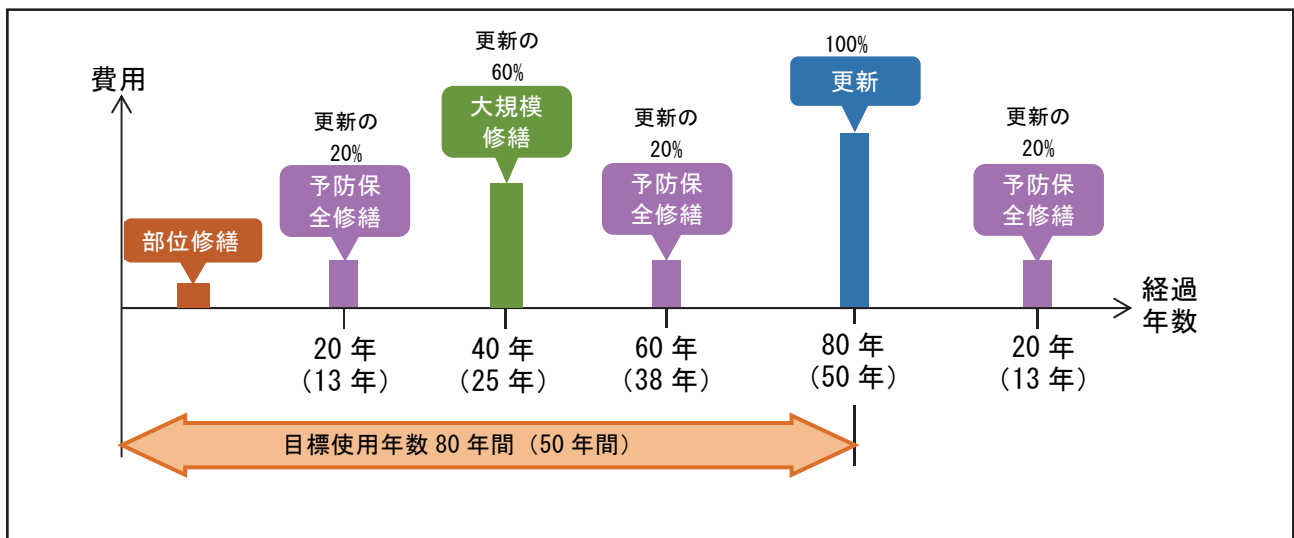 費用
部位修繕
更新の
20%
予防保
全修繕
更新の
60%
大規模
修繕
更新の
20%
予防保
全修繕
100%
更新
更新の
20%
予防保
全修繕
経過
年数
20 年
(13 年)
40 年
(25 年)
60 年
(38 年)
80 年
(50 年)
20 年
(13 年)
目標使用年数 80 年間（50 年間）